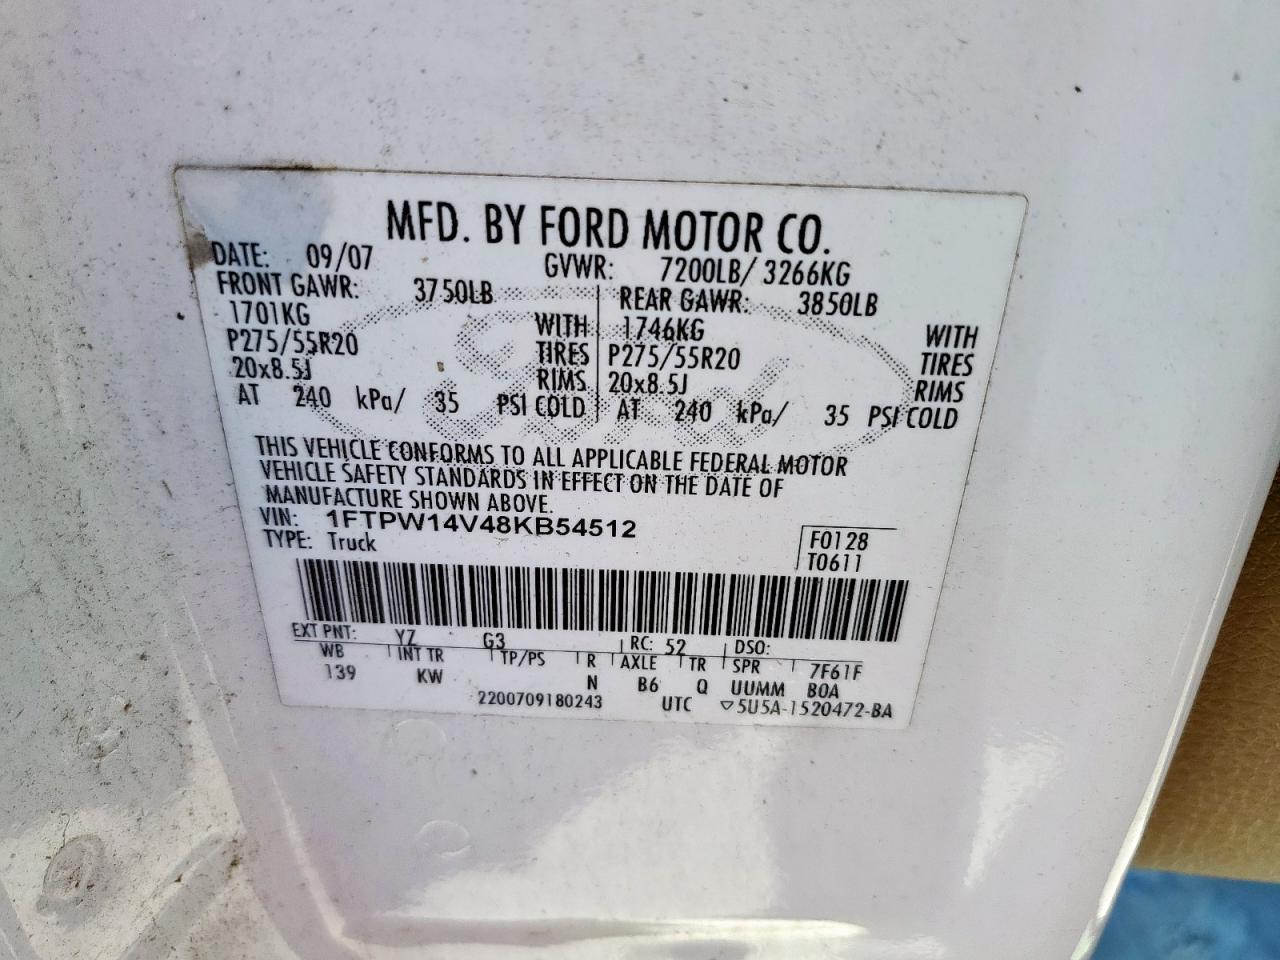 MFD. BY FORD MOTOR CO.
DATE: 09/07 GVWR: 7200LB/ 3266KG
FRONT GAWR: 3750LB REAR GAWR: 3850LB
1701KG WITH 1746KG WITH
P275/55R20 TIRES P275/55R20 TIRES
20x8.5J RIMS 20x8.5J RIMS
AT 240 kPa/ 35 PSI COLD AT 240 kPa/ 35 PSI COLD
THIS VEHICLE CONFORMS TO ALL APPLICABLE FEDERAL MOTOR
VEHICLE SAFETY STANDARDS IN EFFECT ON THE DATE OF
MANUFACTURE SHOWN ABOVE.
VIN: 1FTPW14V48KB54512
TYPE: Truck
F0128
T0611
EXT PNT: YZ G3 RC: 52 DSO:
WB INT TR TP/PS R AXLE TR SPR 7F61F
139 KW N B6 Q UUMM BOA
2200709180243 UTC ▽5U5A-1520472-BA